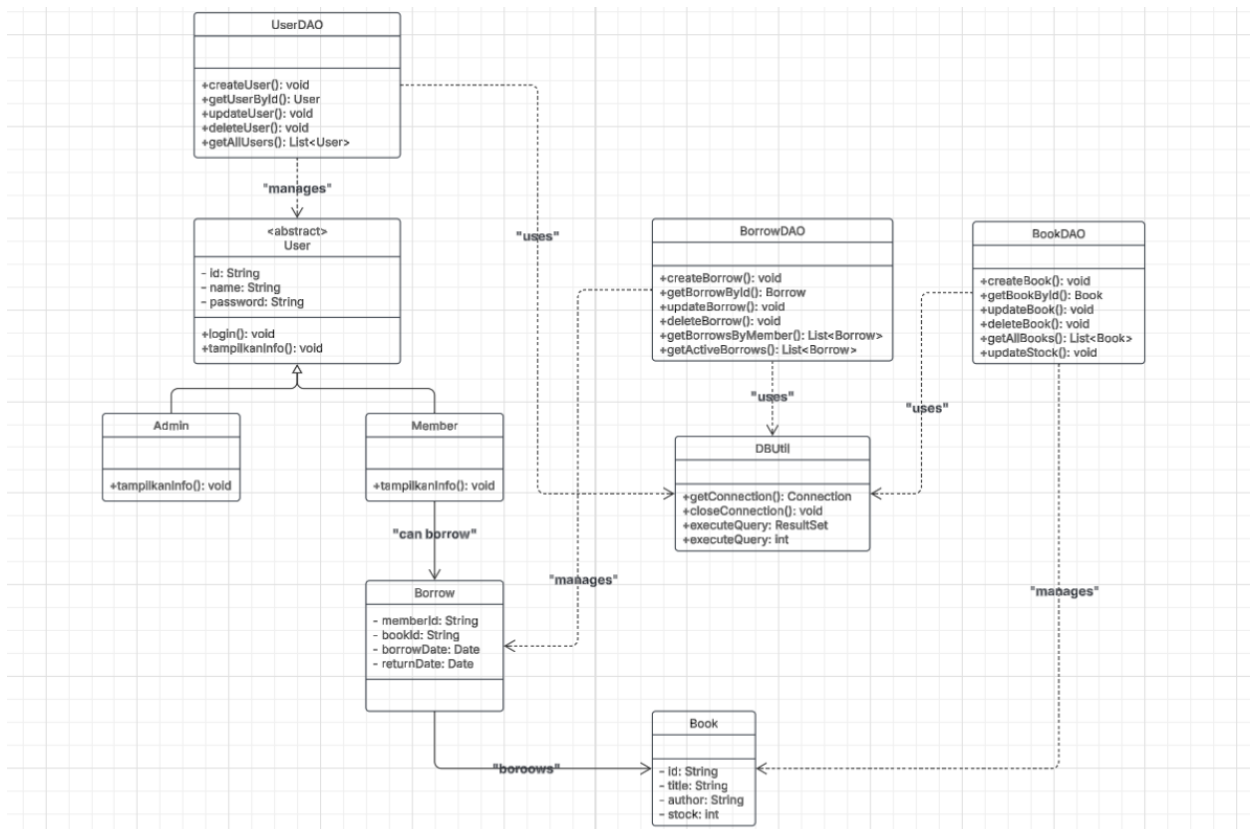 UserDAO
+createUser(): void
+getUserById(): User
+updateUser(): void
+deleteUser(): void
+getAllUsers(): List<User>
"manages"
<abstract>
User
- id: String
- name: String
- password: String
+login(): void
+tampilkanInfo(): void
"uses"
BorrowDAO
+createBorrow(): void
+getBorrowById(): Borrow
+updateBorrow(): void
+deleteBorrow(): void
+getBorrowsByMember(): List<Borrow>
+getActiveBorrows(): List<Borrow>
BookDAO
+createBook(): void
+getBookById(): Book
+updateBook(): void
+deleteBook(): void
+getAllBooks(): List<Book>
+updateStock(): void
"uses"
"uses"
Admin
+tampilkanInfo(): void
Member
+tampilkanInfo(): void
DBUtil
+getConnection(): Connection
+closeConnection(): void
+executeQuery: ResultSet
+executeQuery: int
"can borrow"
"manages"
"manages"
Borrow
- memberId: String
- bookId: String
- borrowDate: Date
- returnDate: Date
"boroows"
Book
- id: String
- title: String
- author: String
- stock: int